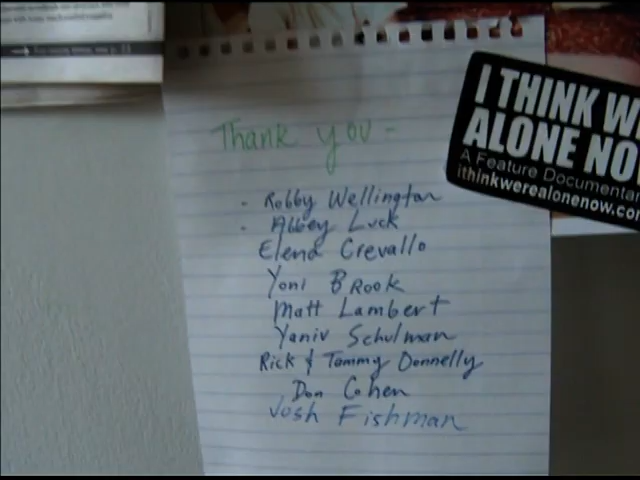 Thank you -
- Robby Wellington
- Abbey Luck
Elena Crevallo
Yoni Brook
Matt Lambert
Yaniv Schulman
Rick & Tammy Donnelly
Don Cohen
Josh Fishman
I THINK WE
ALONE NO
A Feature Documentar
ithinkwerealonenow.co